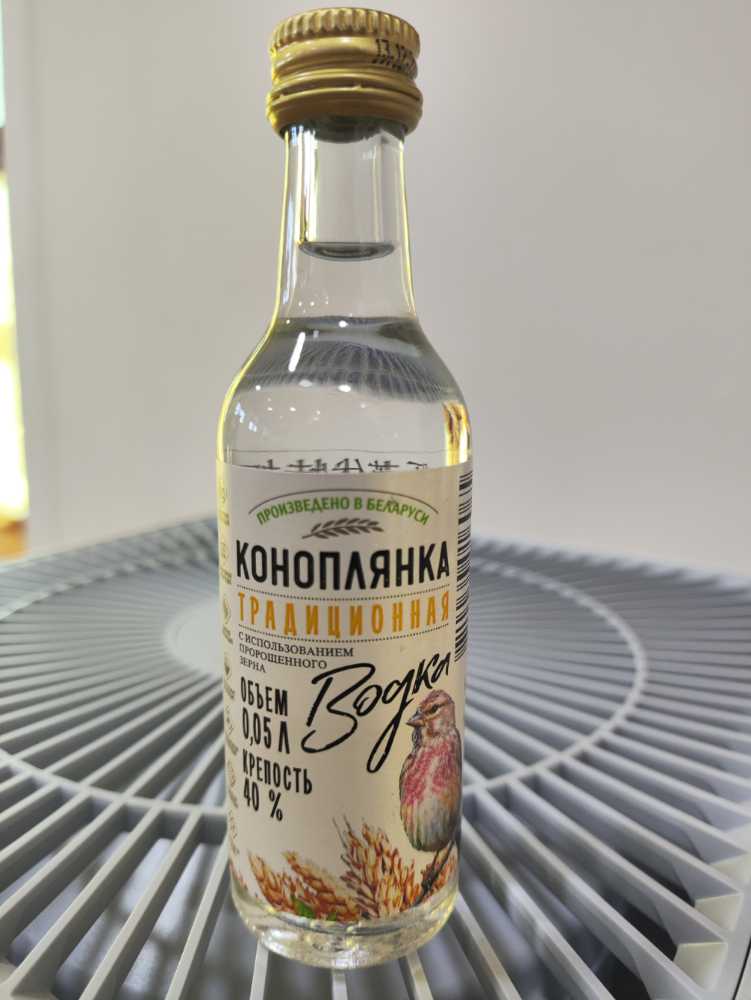 ПРОИЗВЕДЕНО В БЕЛАРУСИ
КОНОПЛЯНКА
ТРАДИЦИОННАЯ
С ИСПОЛЬЗОВАНИЕМ
ПРОРОЩЕННОГО
ЗЕРНА
Водка
ОБЪЕМ
0,05 Л
КРЕПОСТЬ
40 %